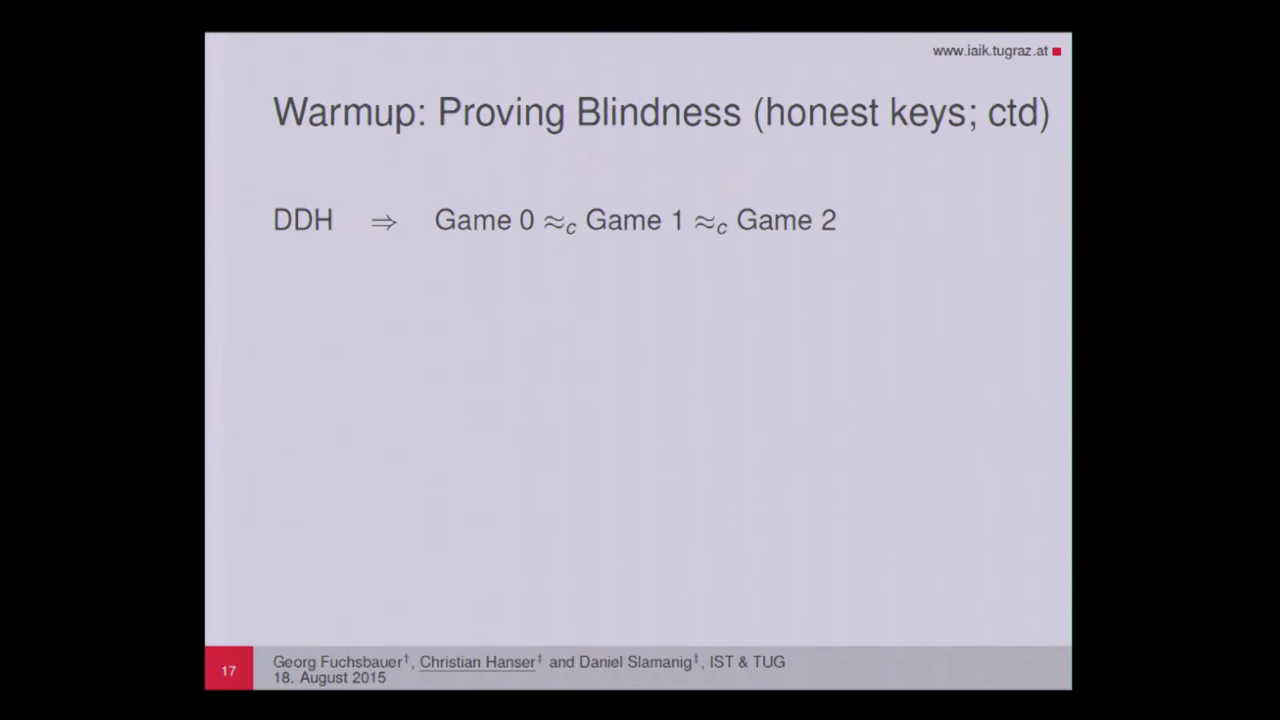 www.iaik.tugraz.at
Warmup: Proving Blindness (honest keys; ctd)
DDH ⇒ Game 0 ≈c Game 1 ≈c Game 2
17
Georg Fuchsbauer†, Christian Hanser‡ and Daniel Slamanig‡, IST & TUG
18. August 2015